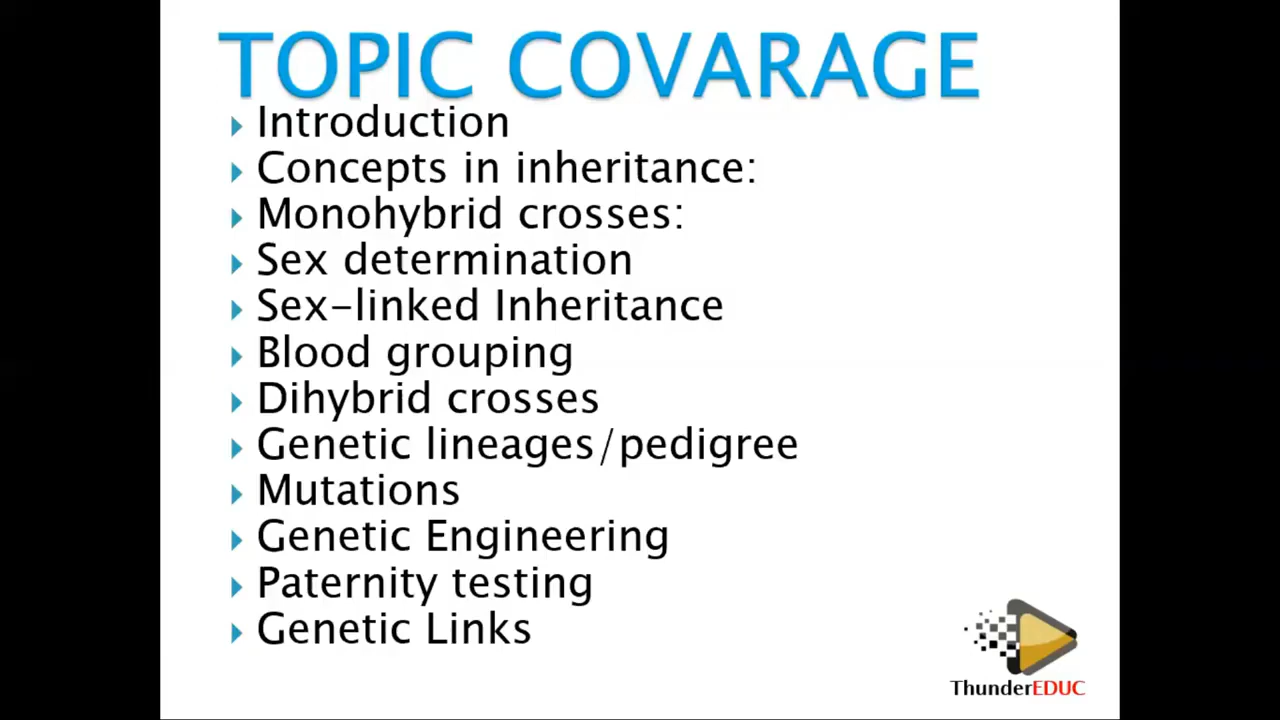 TOPIC COVARAGE
Introduction
Concepts in inheritance:
Monohybrid crosses:
Sex determination
Sex-linked Inheritance
Blood grouping
Dihybrid crosses
Genetic lineages/pedigree
Mutations
Genetic Engineering
Paternity testing
Genetic Links
ThunderEDUC